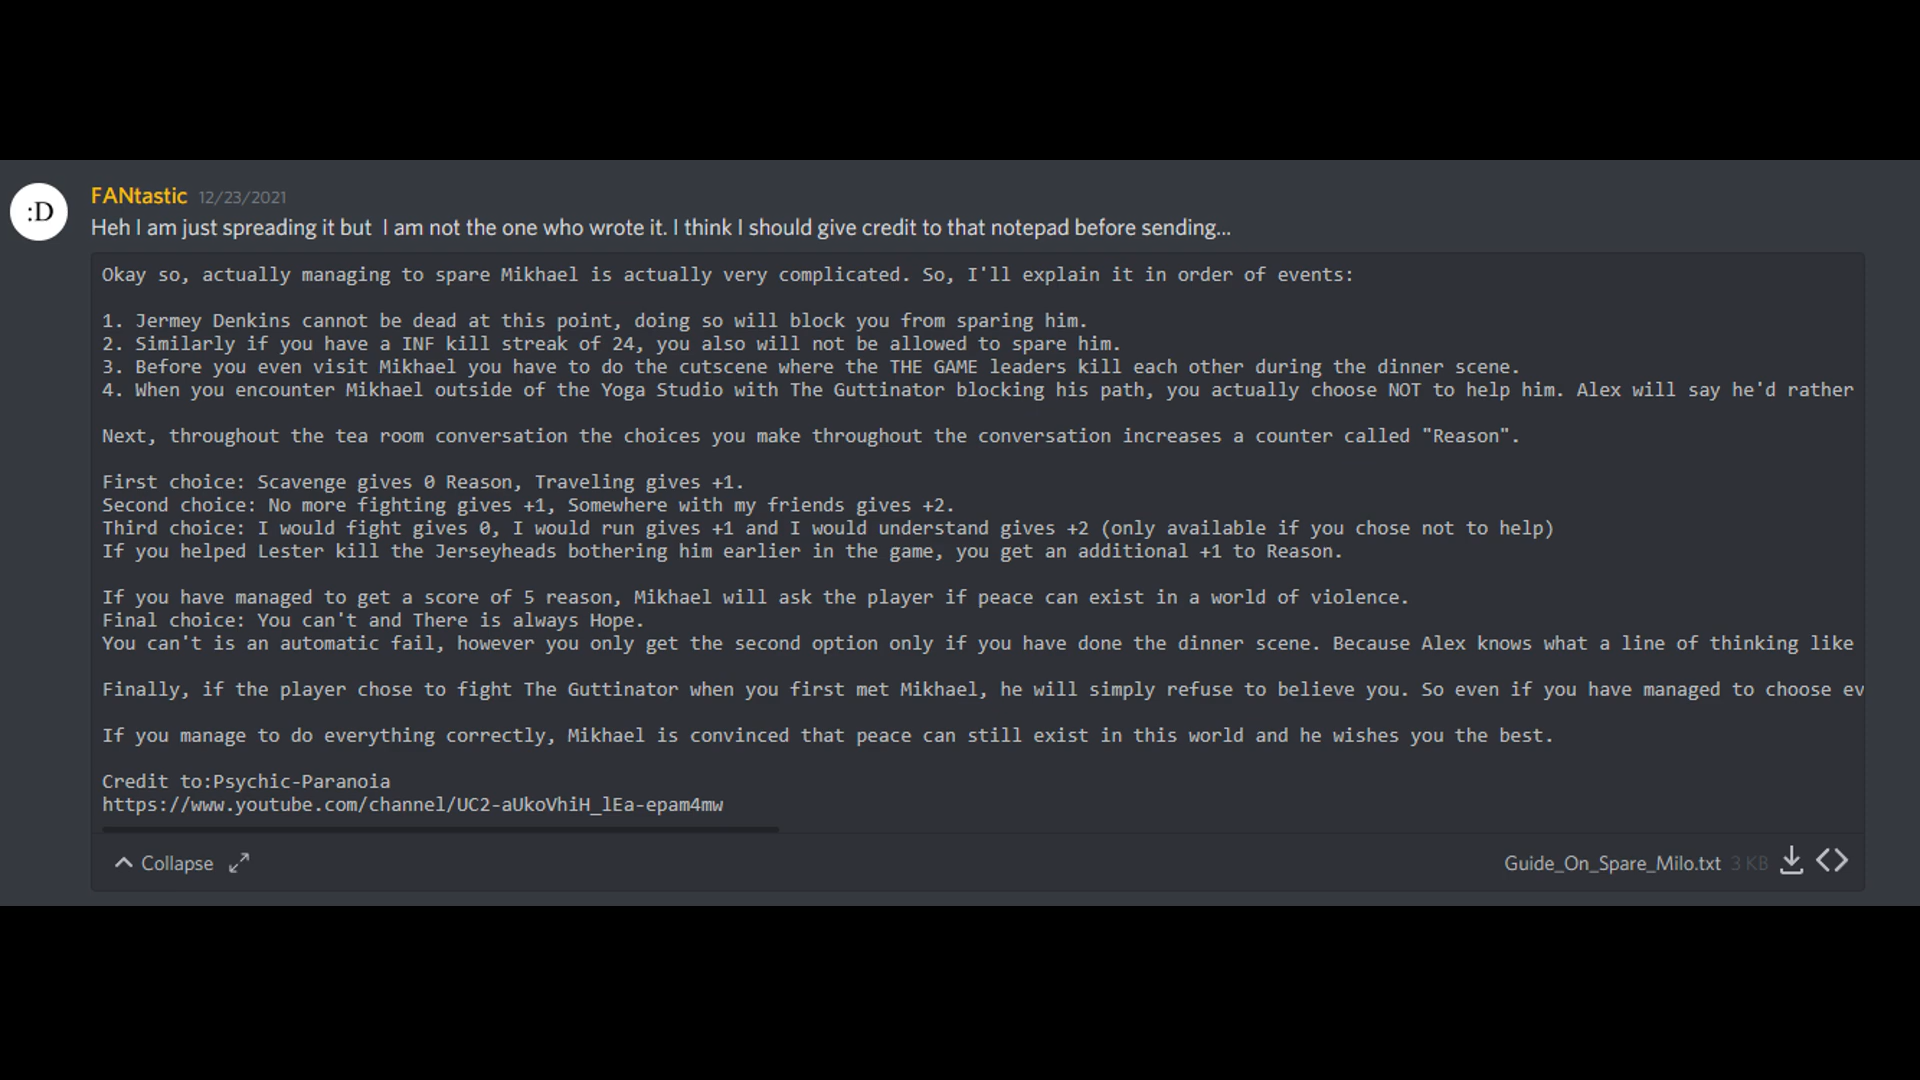 :D
FANtastic 12/23/2021
Heh I am just spreading it but  I am not the one who wrote it. I think I should give credit to that notepad before sending...
Okay so, actually managing to spare Mikhael is actually very complicated. So, I'll explain it in order of events:
1. Jermey Denkins cannot be dead at this point, doing so will block you from sparing him.
2. Similarly if you have a INF kill streak of 24, you also will not be allowed to spare him.
3. Before you even visit Mikhael you have to do the cutscene where the THE GAME leaders kill each other during the dinner scene.
4. When you encounter Mikhael outside of the Yoga Studio with The Guttinator blocking his path, you actually choose NOT to help him. Alex will say he'd rather
Next, throughout the tea room conversation the choices you make throughout the conversation increases a counter called "Reason".
First choice: Scavenge gives 0 Reason, Traveling gives +1.
Second choice: No more fighting gives +1, Somewhere with my friends gives +2.
Third choice: I would fight gives 0, I would run gives +1 and I would understand gives +2 (only available if you chose not to help)
If you helped Lester kill the Jerseyheads bothering him earlier in the game, you get an additional +1 to Reason.
If you have managed to get a score of 5 reason, Mikhael will ask the player if peace can exist in a world of violence.
Final choice: You can't and There is always Hope.
You can't is an automatic fail, however you only get the second option only if you have done the dinner scene. Because Alex knows what a line of thinking like
Finally, if the player chose to fight The Guttinator when you first met Mikhael, he will simply refuse to believe you. So even if you have managed to choose ev
If you manage to do everything correctly, Mikhael is convinced that peace can still exist in this world and he wishes you the best.
Credit to:Psychic-Paranoia
https://www.youtube.com/channel/UC2-aUkoVhiH_lEa-epam4mw
Collapse
Guide_On_Spare_Milo.txt 3 KB